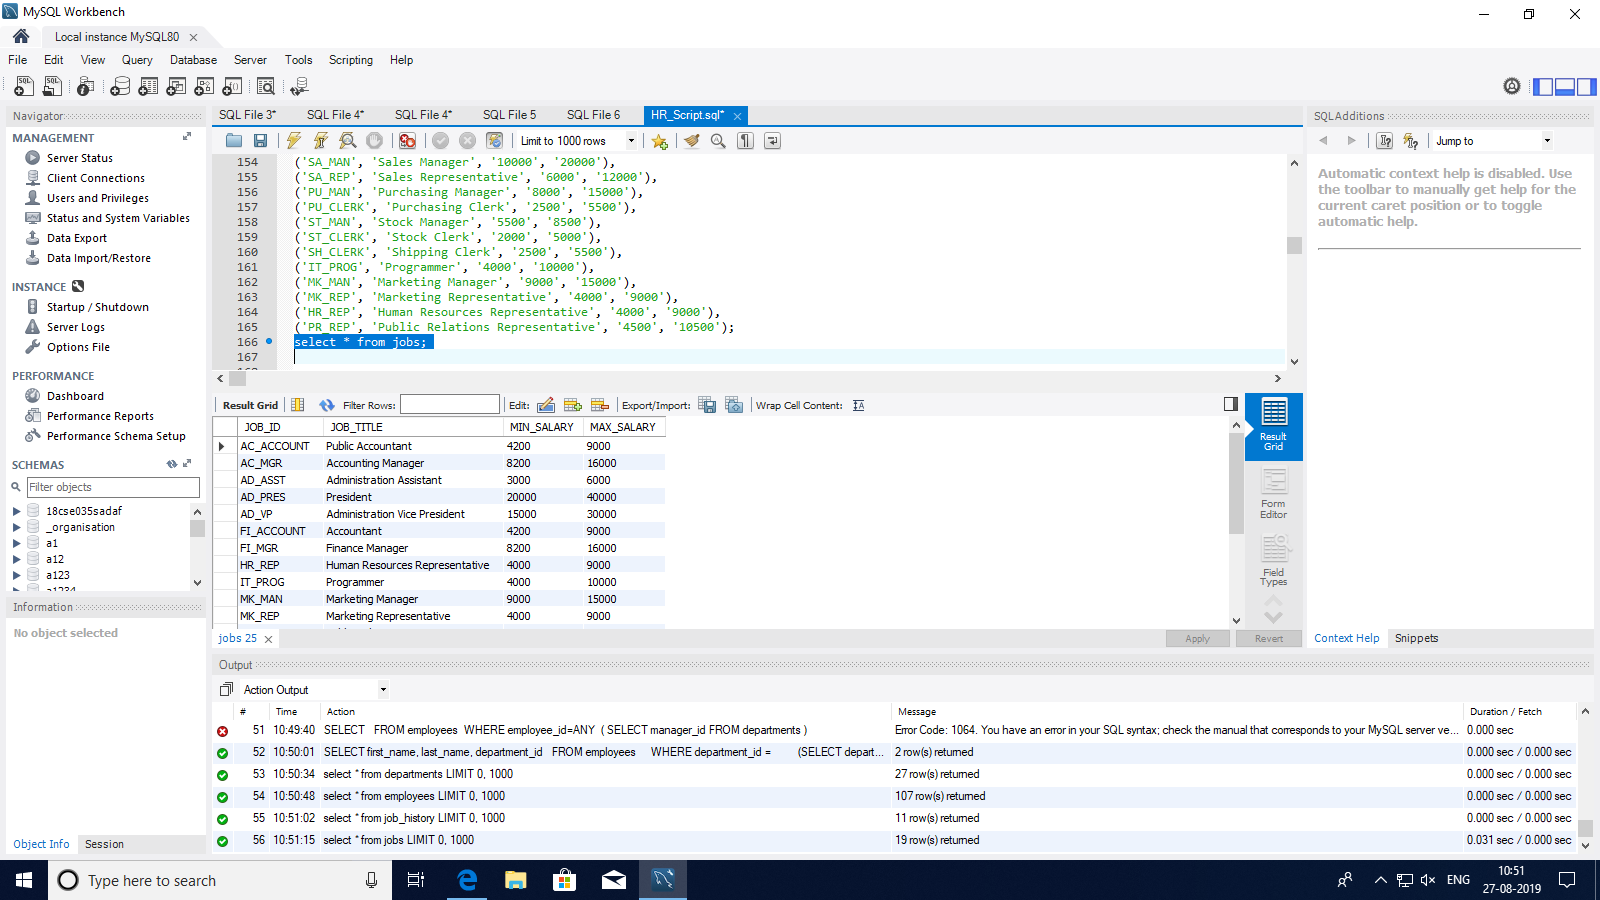 MySQL Workbench
Local instance MySQL80
File Edit View Query Database Server Tools Scripting Help
Navigator
MANAGEMENT
Server Status
Client Connections
Users and Privileges
Status and System Variables
Data Export
Data Import/Restore
INSTANCE
Startup / Shutdown
Server Logs
Options File
PERFORMANCE
Dashboard
Performance Reports
Performance Schema Setup
SCHEMAS
Filter objects
18cse035sadaf
_organisation
a1
a12
a123
a1234
Information
No object selected
Object Info Session
SQL File 3* SQL File 4* SQL File 4* SQL File 5 SQL File 6 HR_Script.sql*
Limit to 1000 rows
154 ('SA_MAN', 'Sales Manager', '10000', '20000'),
155 ('SA_REP', 'Sales Representative', '6000', '12000'),
156 ('PU_MAN', 'Purchasing Manager', '8000', '15000'),
157 ('PU_CLERK', 'Purchasing Clerk', '2500', '5500'),
158 ('ST_MAN', 'Stock Manager', '5500', '8500'),
159 ('ST_CLERK', 'Stock Clerk', '2000', '5000'),
160 ('SH_CLERK', 'Shipping Clerk', '2500', '5500'),
161 ('IT_PROG', 'Programmer', '4000', '10000'),
162 ('MK_MAN', 'Marketing Manager', '9000', '15000'),
163 ('MK_REP', 'Marketing Representative', '4000', '9000'),
164 ('HR_REP', 'Human Resources Representative', '4000', '9000'),
165 ('PR_REP', 'Public Relations Representative', '4500', '10500');
166 select * from jobs;
167
Result Grid Filter Rows: Edit: Export/Import: Wrap Cell Content:
JOB_ID JOB_TITLE MIN_SALARY MAX_SALARY
AC_ACCOUNT Public Accountant 4200 9000
AC_MGR Accounting Manager 8200 16000
AD_ASST Administration Assistant 3000 6000
AD_PRES President 20000 40000
AD_VP Administration Vice President 15000 30000
FI_ACCOUNT Accountant 4200 9000
FI_MGR Finance Manager 8200 16000
HR_REP Human Resources Representative 4000 9000
IT_PROG Programmer 4000 10000
MK_MAN Marketing Manager 9000 15000
MK_REP Marketing Representative 4000 9000
Result
Grid
Form
Editor
Field
Types
jobs 25
Apply Revert
SQLAdditions
Jump to
Automatic context help is disabled. Use
the toolbar to manually get help for the
current caret position or to toggle
automatic help.
Context Help Snippets
Output
Action Output
# Time Action Message Duration / Fetch
51 10:49:40 SELECT FROM employees WHERE employee_id=ANY ( SELECT manager_id FROM departments ) Error Code: 1064. You have an error in your SQL syntax; check the manual that corresponds to your MySQL server ve... 0.000 sec
52 10:50:01 SELECT first_name, last_name, department_id FROM employees WHERE department_id = (SELECT depart... 2 row(s) returned 0.000 sec / 0.000 sec
53 10:50:34 select * from departments LIMIT 0, 1000 27 row(s) returned 0.000 sec / 0.000 sec
54 10:50:48 select * from employees LIMIT 0, 1000 107 row(s) returned 0.000 sec / 0.000 sec
55 10:51:02 select * from job_history LIMIT 0, 1000 11 row(s) returned 0.000 sec / 0.000 sec
56 10:51:15 select * from jobs LIMIT 0, 1000 19 row(s) returned 0.031 sec / 0.000 sec
Type here to search
ENG
10:51
27-08-2019